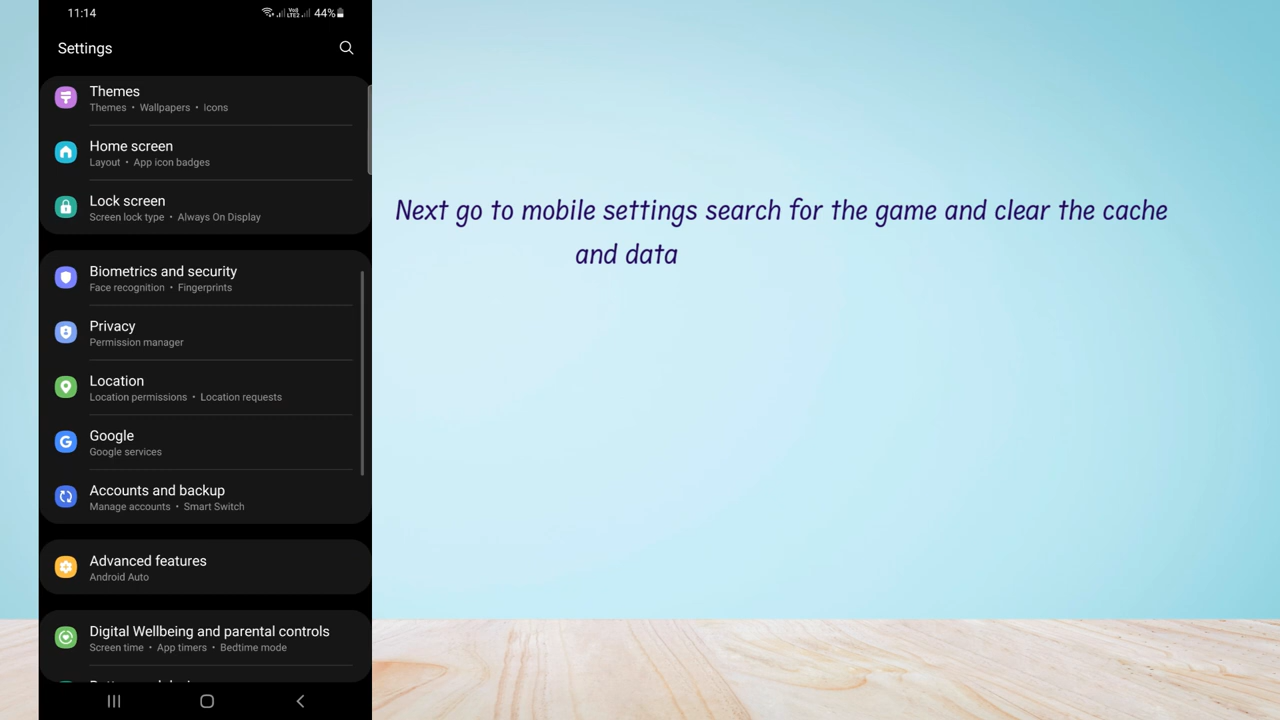 11:14
44%
Settings
Themes
Themes • Wallpapers • icons
Home screen
Layout • App icon badges
Lock screen
Screen lock type • Always On Display
Biometrics and security
Face recognition • Fingerprints
Privacy
Permission manager
Location
Location permissions • Location requests
Google
Google services
Accounts and backup
Manage accounts • Smart Switch
Advanced features
Android Auto
Digital Wellbeing and parental controls
Screen time • App timers • Bedtime mode
Next go to mobile settings search for the game and clear the cache
and data